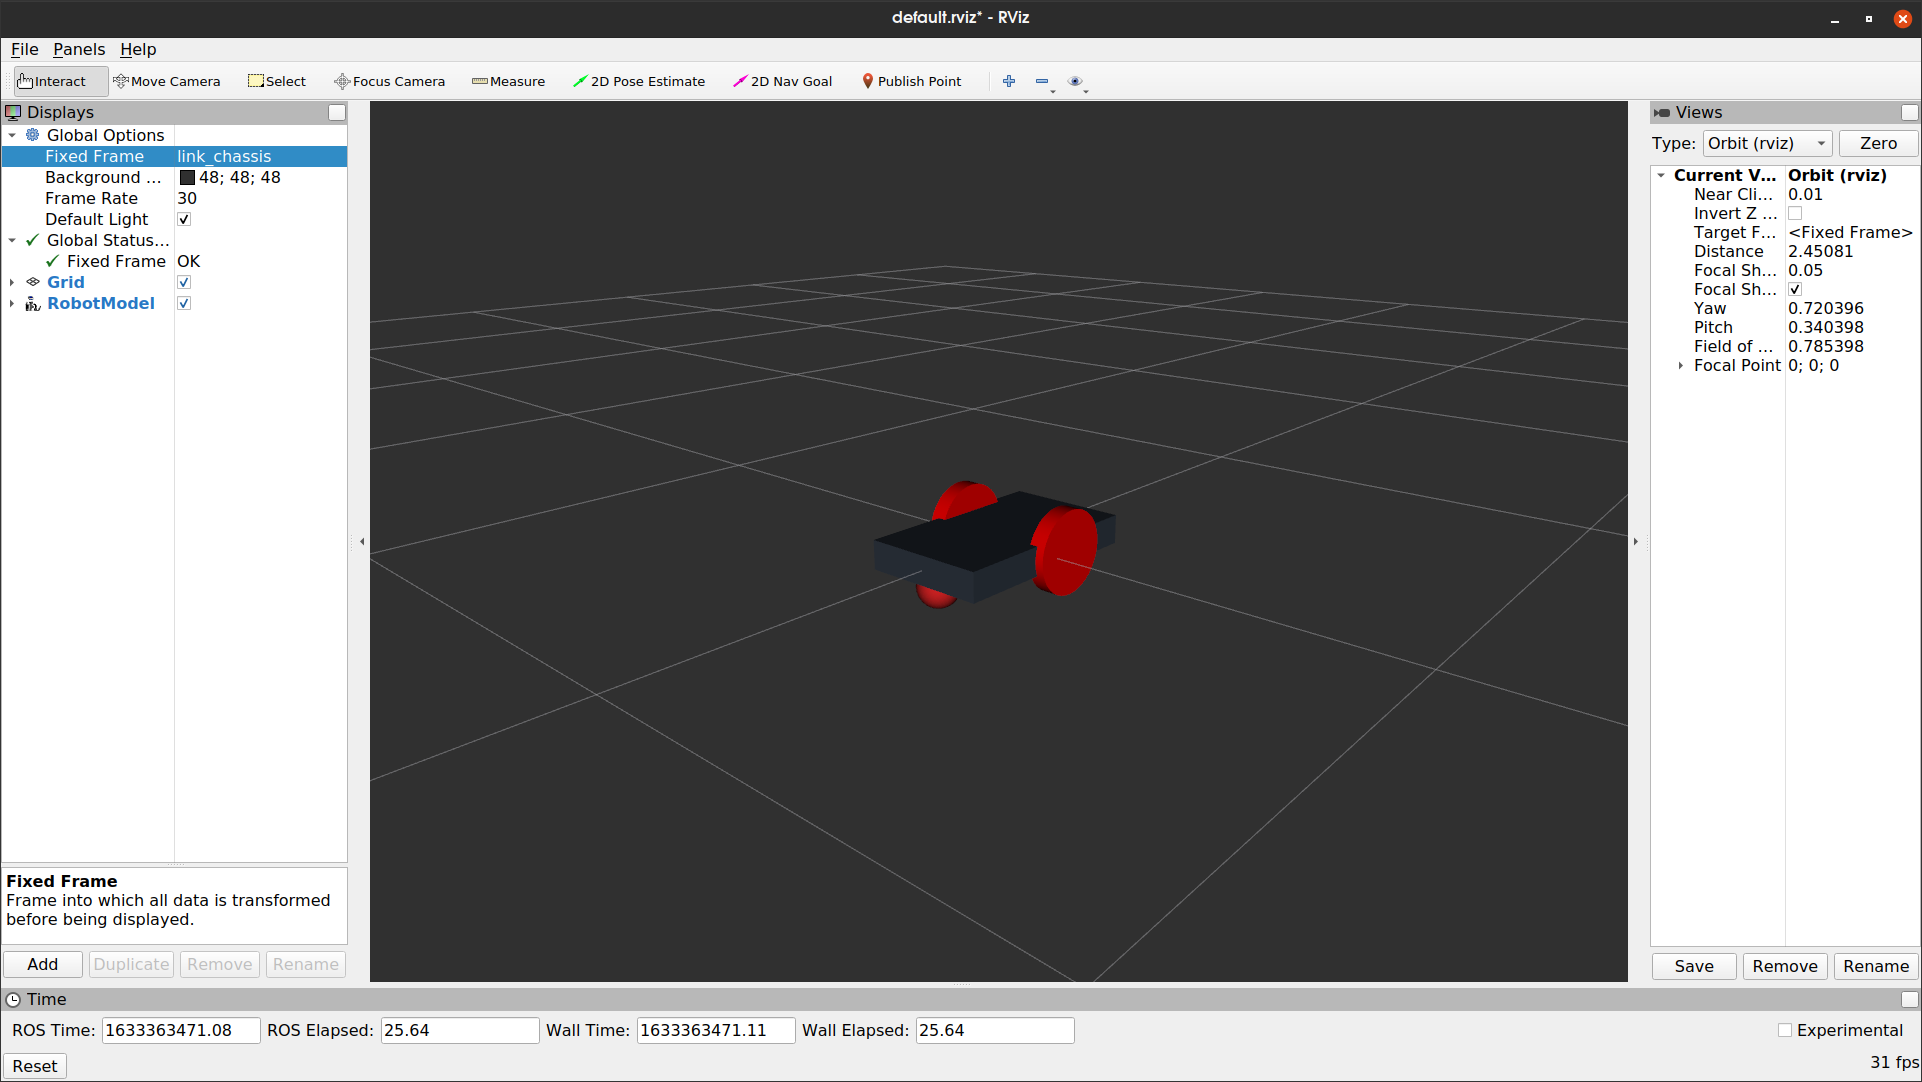 default.rviz* - RViz
File Panels Help
Interact Move Camera Select Focus Camera Measure 2D Pose Estimate 2D Nav Goal Publish Point
Displays
Global Options
Fixed Frame link_chassis
Background ... 48; 48; 48
Frame Rate 30
Default Light
Global Status...
Fixed Frame OK
Grid
RobotModel
Fixed Frame
Frame into which all data is transformed
before being displayed.
Add Duplicate Remove Rename
Views
Type: Orbit (rviz) Zero
Current V... Orbit (rviz)
Near Cli... 0.01
Invert Z ...
Target F... <Fixed Frame>
Distance 2.45081
Focal Sh... 0.05
Focal Sh...
Yaw 0.720396
Pitch 0.340398
Field of ... 0.785398
Focal Point 0; 0; 0
Save Remove Rename
Time
ROS Time: 1633363471.08 ROS Elapsed: 25.64 Wall Time: 1633363471.11 Wall Elapsed: 25.64 Experimental
Reset 31 fps